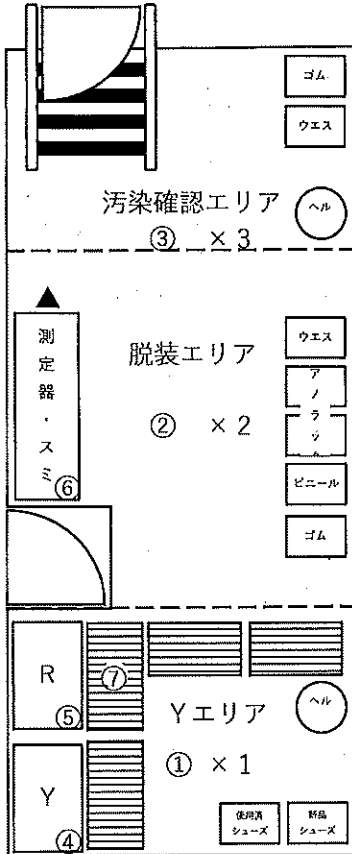 ゴム
ウエス
汚染確認エリア
ヘル
③ × 3
測定器・スミ
⑥
脱装エリア
② × 2
ウエス
アノラック
ビニール
ゴム
R
⑤
⑦
Yエリア
ヘル
① × 1
Y
④
使用済
シューズ
新品
シューズ